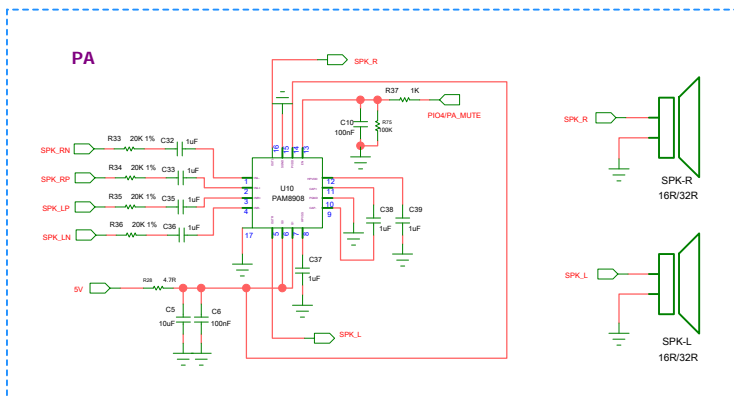 PA
SPK_R
R37 1K
PIO4/PA_MUTE
C10
100nF
R75
100K
R33 20K 1% C32 1uF
SPK_RN
R34 20K 1% C33 1uF
SPK_RP
R35 20K 1% C35 1uF
SPK_LP
R36 20K 1% C36 1uF
SPK_LN
16 15 14 13
1
2
3
4
17
U10
PAM8908
12
11
10
9
5 6 7 8
C38
1uF
C39
1uF
C37
1uF
5V
R28 4.7R
C5
10uF
C6
100nF
SPK_L
SPK_R
SPK-R
16R/32R
SPK_L
SPK-L
16R/32R